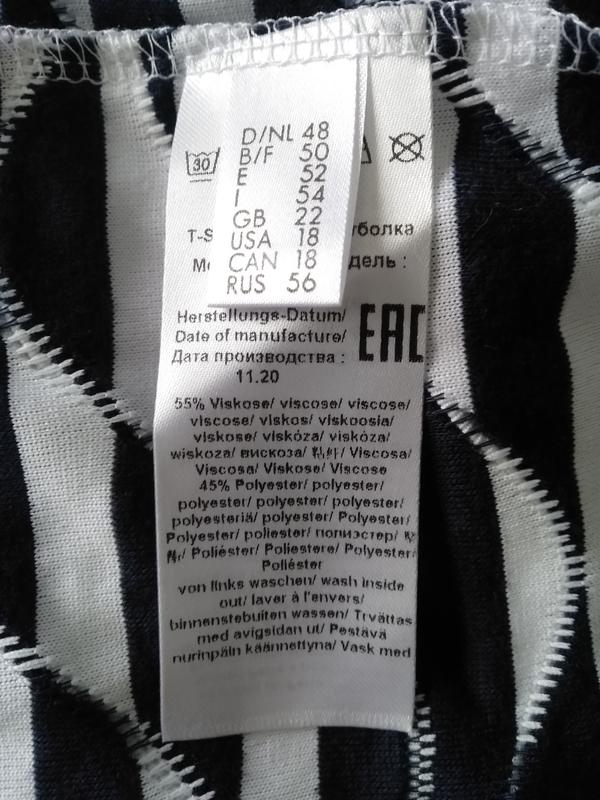 D/NL 48
B/F 50
E 52
I 54
GB 22
USA 18
CAN 18
RUS 56
30
T-S
дель :
Herstellungs-Datum/
Date of manufacture/
Дата производства :
11.20
EAC
55% Viskose/ viscose/ viscose/
viscose/ viskos/ viskoosia/
viskose/ viskóza/ viskóza/
wiskoza/ вискоза/ Viscosa/
Viscosa/ Viskose/ Viscose
45% Polyester/ polyester/
polyester/ polyester/ polyester/
polyesteriä/ polyester/ Polyester/
Polyester/ poliester/ полиэстер/
Poliéster/ Poliestere/ Polyester/
Poliéster
von links waschen/ wash inside
out/ laver à l'envers/
binnenstebuiten wassen/ Tvättas
med avigsidan ut/ Pestävä
nurinpäin käännettynä/ Vask med